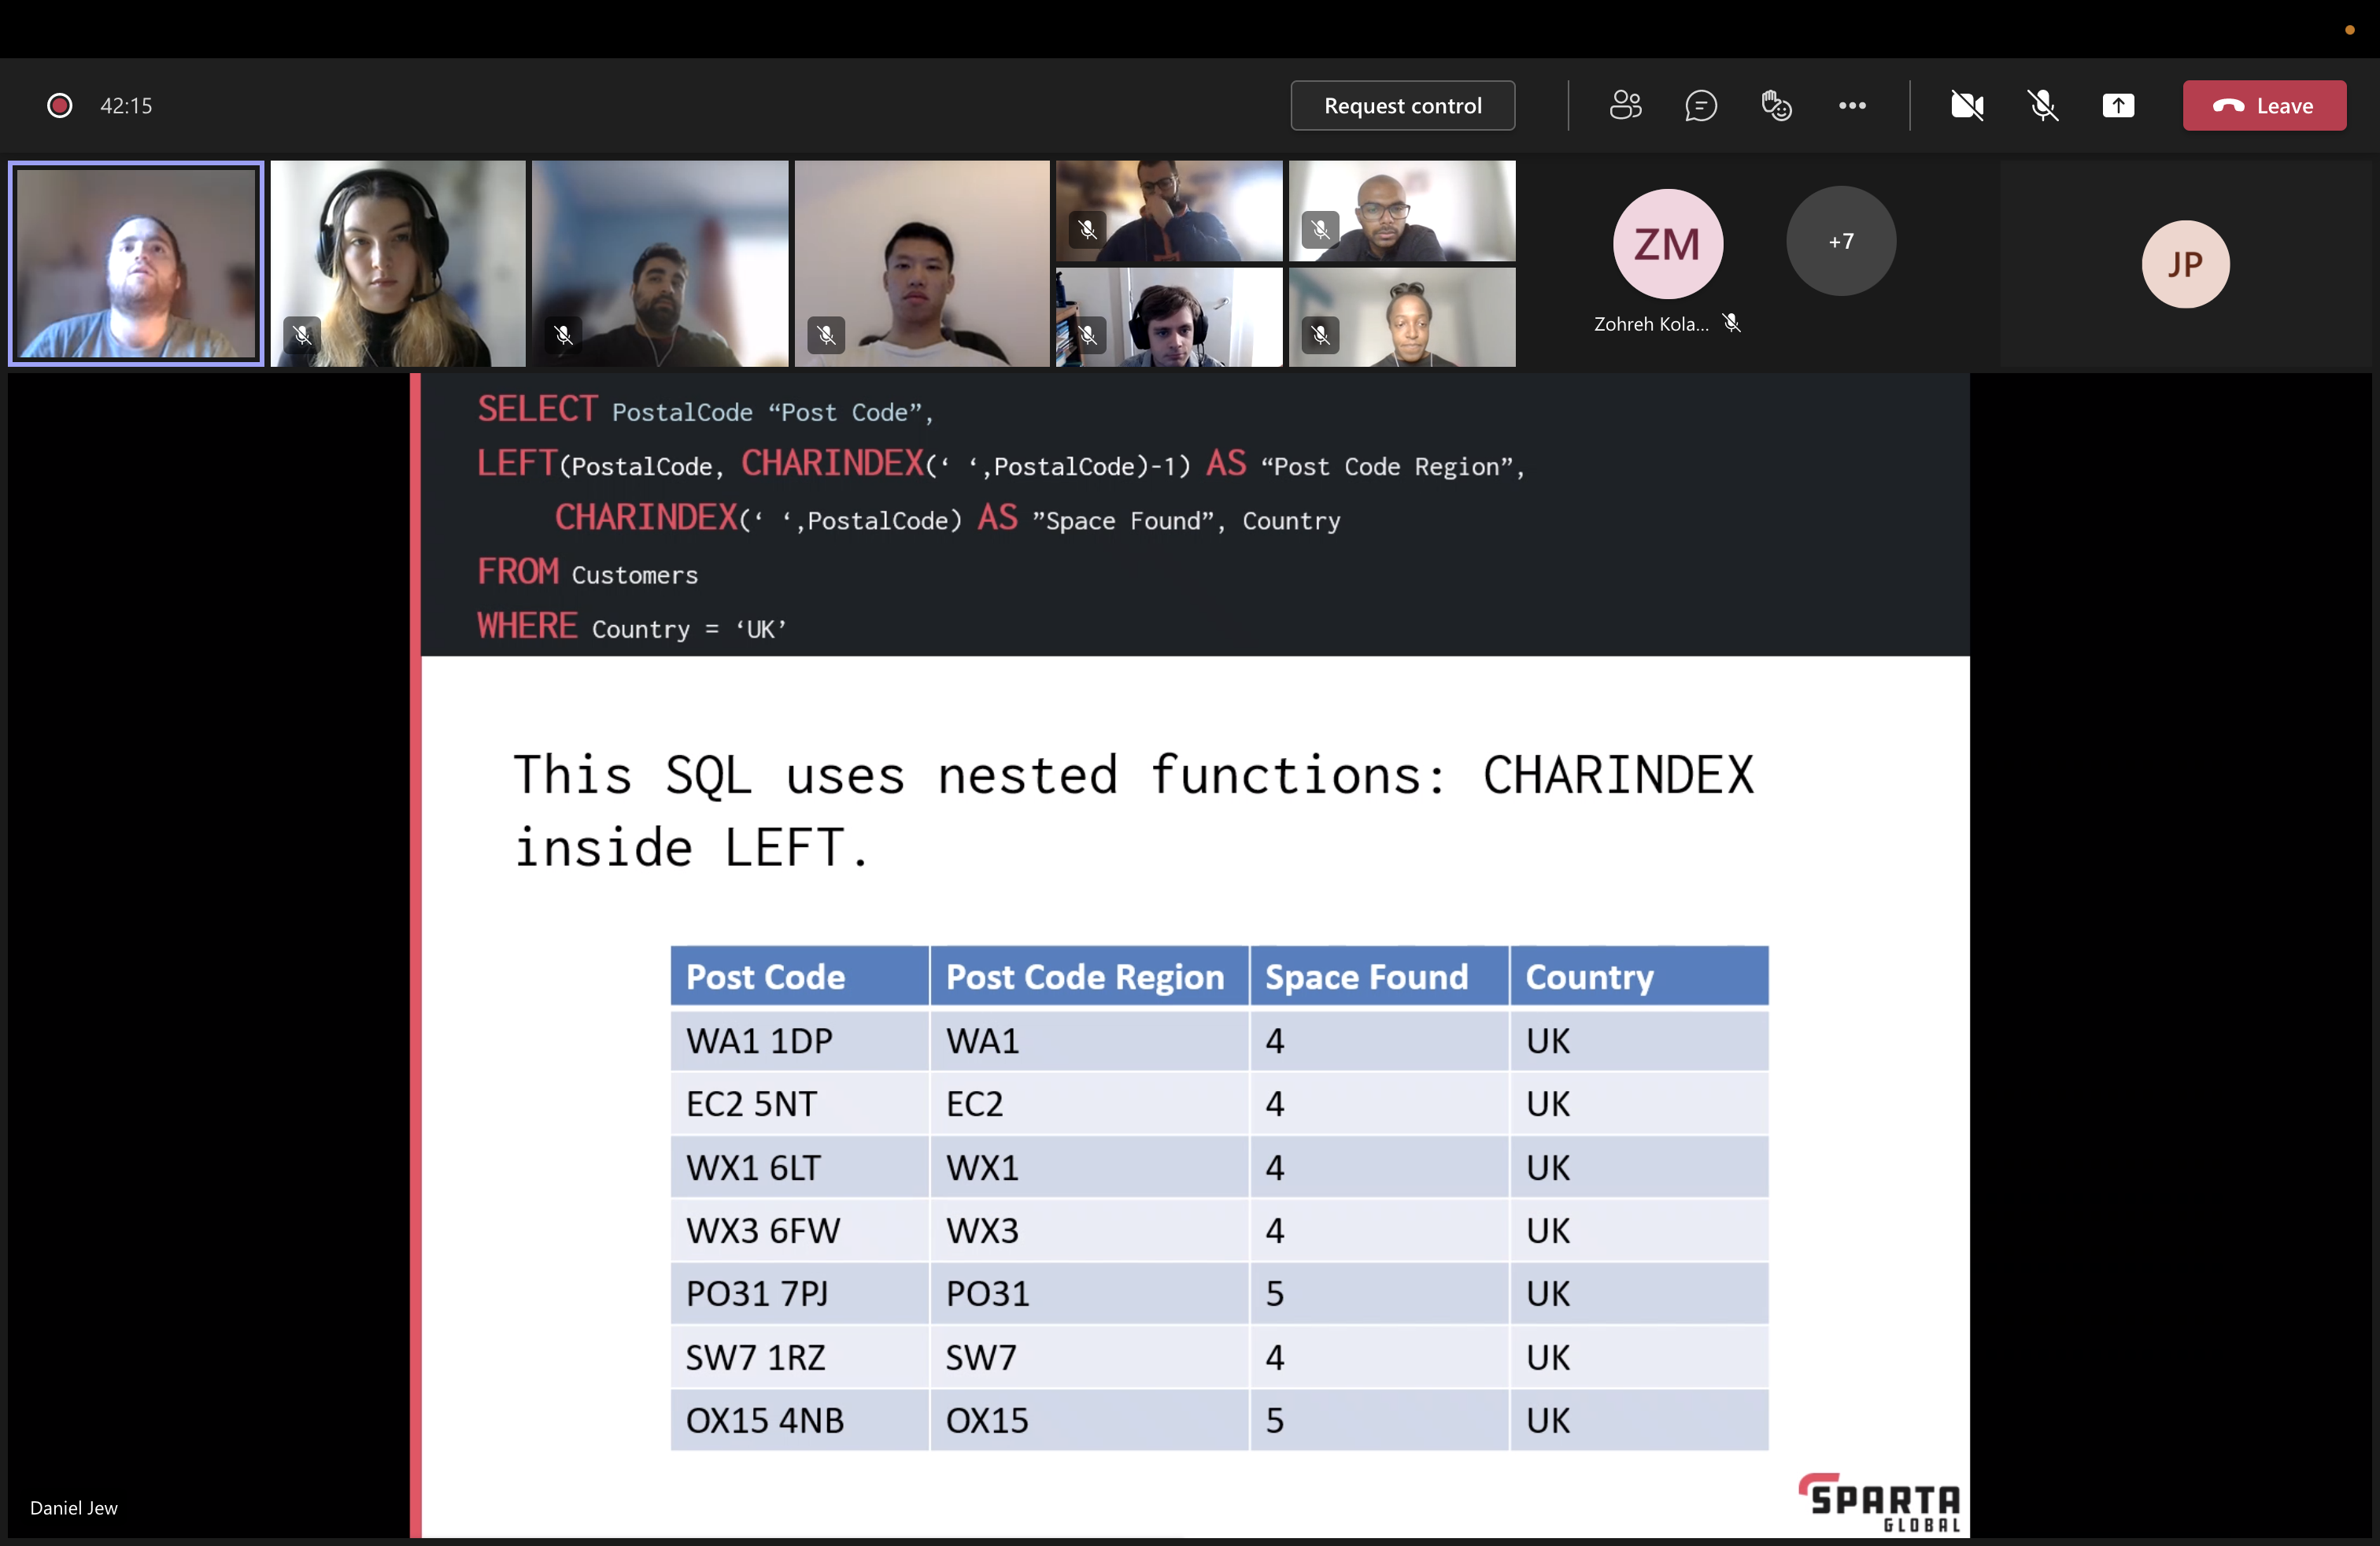 42:15
Request control
Leave
ZM
+7
JP
Zohreh Kola...
SELECT PostalCode “Post Code”,
LEFT(PostalCode, CHARINDEX(‘ ‘,PostalCode)-1) AS “Post Code Region”,
CHARINDEX(‘ ‘,PostalCode) AS ”Space Found”, Country
FROM Customers
WHERE Country = ‘UK’
This SQL uses nested functions: CHARINDEX
inside LEFT.
Post Code Post Code Region Space Found Country
WA1 1DP WA1 4 UK
EC2 5NT EC2 4 UK
WX1 6LT WX1 4 UK
WX3 6FW WX3 4 UK
PO31 7PJ PO31 5 UK
SW7 1RZ SW7 4 UK
OX15 4NB OX15 5 UK
Daniel Jew
SPARTA
GLOBAL